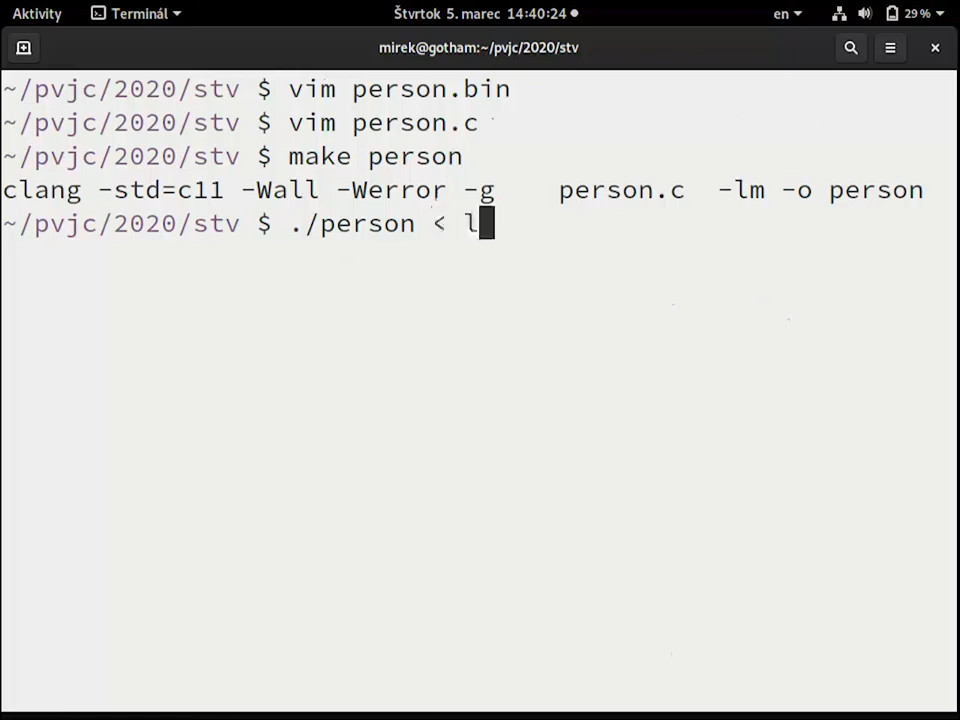 Aktivity Terminál Štvrtok 5. marec 14:40:24 en 29 %
mirek@gotham:~/pvjc/2020/stv
~/pvjc/2020/stv $ vim person.bin
~/pvjc/2020/stv $ vim person.c
~/pvjc/2020/stv $ make person
clang -std=c11 -Wall -Werror -g    person.c  -lm -o person
~/pvjc/2020/stv $ ./person < l